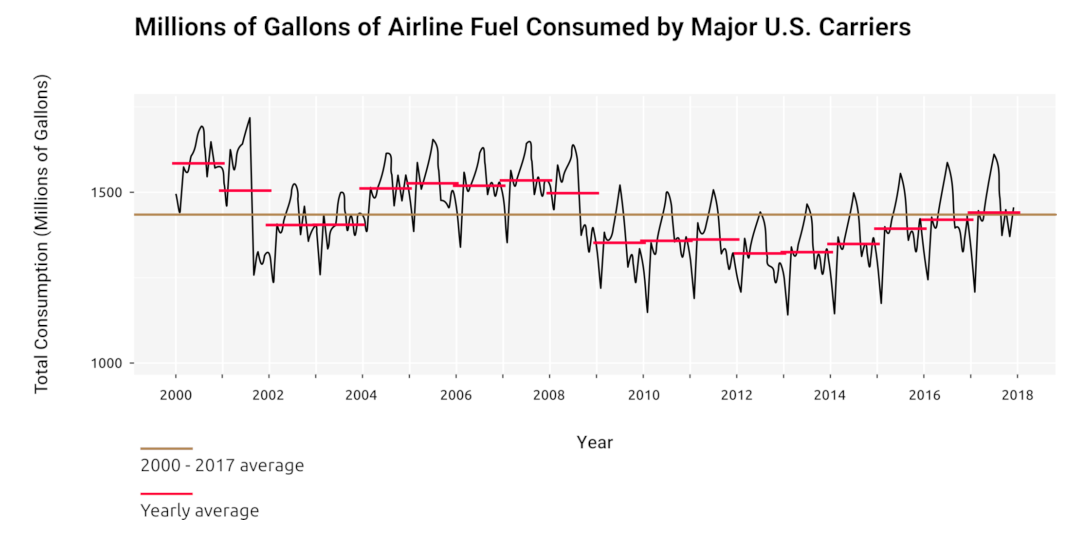 Millions of Gallons of Airline Fuel Consumed by Major U.S. Carriers
Total Consumption (Millions of Gallons)
1500
1000
2000 2002 2004 2006 2008 2010 2012 2014 2016 2018
Year
2000 - 2017 average
Yearly average